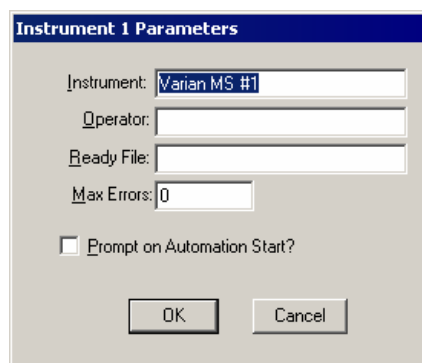 Instrument 1 Parameters
Instrument: Varian MS #1
Operator:
Ready File:
Max Errors: 0
Prompt on Automation Start?
OK Cancel